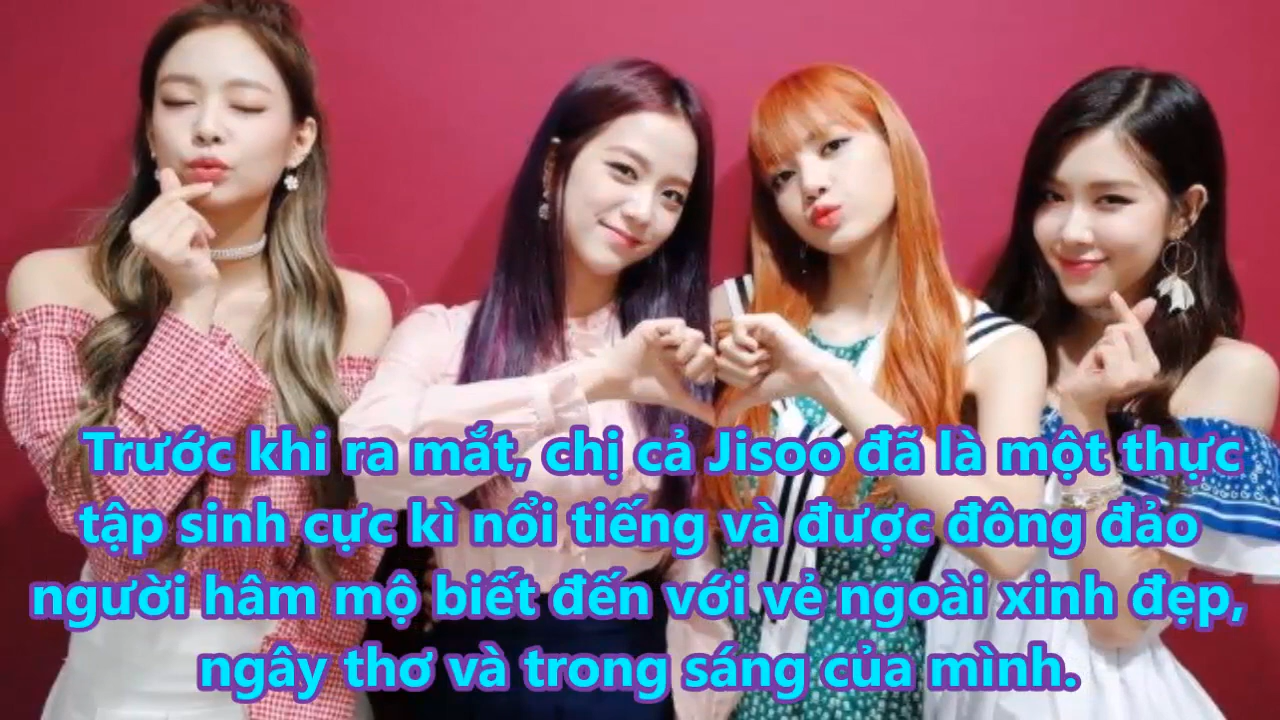 Trước khi ra mắt, chị cả Jisoo đã là một thực
tập sinh cực kì nổi tiếng và được đông đảo
người hâm mộ biết đến với vẻ ngoài xinh đẹp,
ngây thơ và trong sáng của mình.